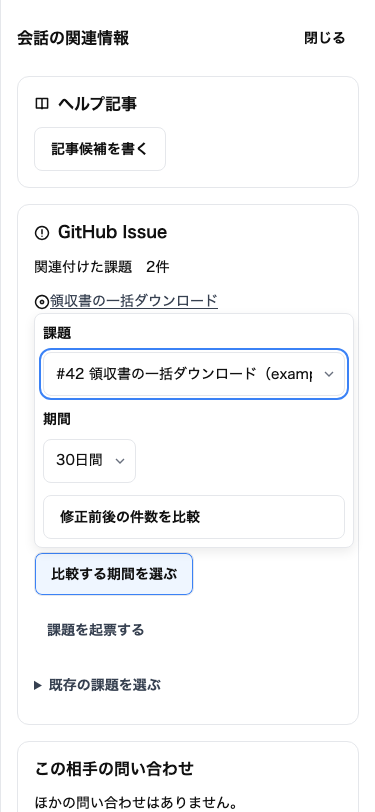 会話の関連情報
閉じる
ヘルプ記事
記事候補を書く
GitHub Issue
関連付けた課題 2件
領収書の一括ダウンロード
課題
#42 領収書の一括ダウンロード（examp
期間
30日間
修正前後の件数を比較
比較する期間を選ぶ
課題を起票する
▶ 既存の課題を選ぶ
この相手の問い合わせ
ほかの問い合わせはありません。